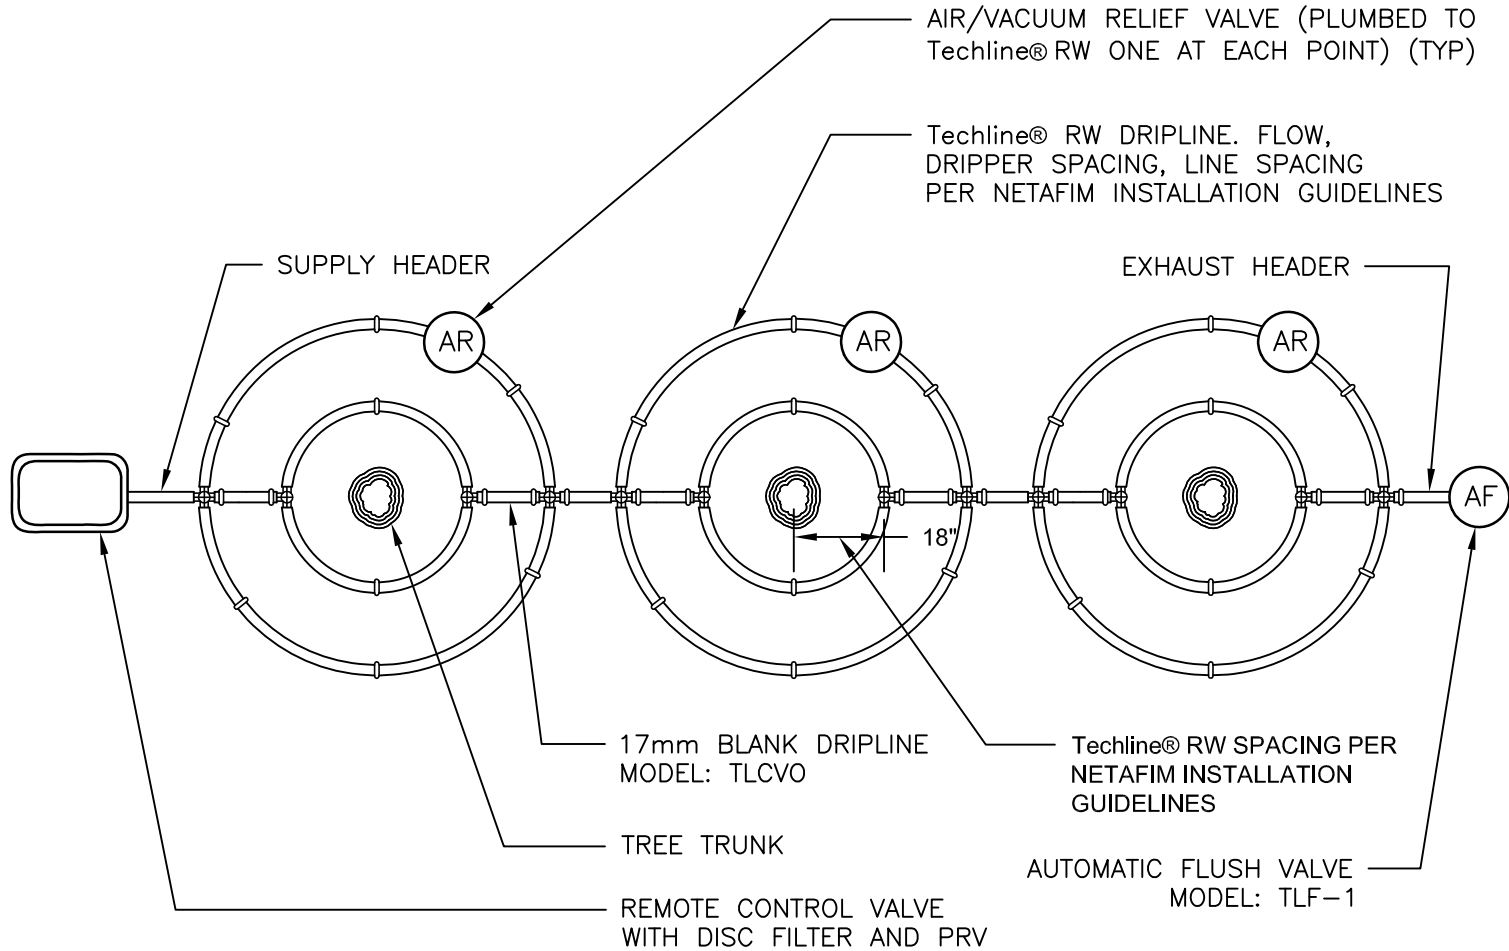 AIR/VACUUM RELIEF VALVE (PLUMBED TO
Techline® RW ONE AT EACH POINT) (TYP)
Techline® RW DRIPLINE. FLOW,
DRIPPER SPACING, LINE SPACING
PER NETAFIM INSTALLATION GUIDELINES
SUPPLY HEADER
EXHAUST HEADER
AR
AR
AR
AF
18"
17mm BLANK DRIPLINE
MODEL: TLCVO
Techline® RW SPACING PER
NETAFIM INSTALLATION
GUIDELINES
TREE TRUNK
AUTOMATIC FLUSH VALVE
MODEL: TLF-1
REMOTE CONTROL VALVE
WITH DISC FILTER AND PRV